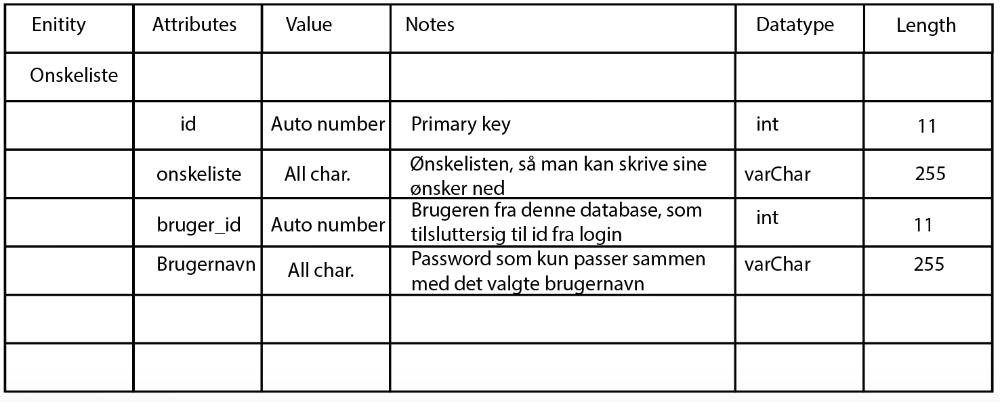 Enitity Attributes Value Notes Datatype Length
Onskeliste
id Auto number Primary key int 11
onskeliste All char. Ønskelisten, så man kan skrive sine varChar 255
ønsker ned
bruger_id Auto number Brugeren fra denne database, som int 11
tilsluttersig til id fra login
Brugernavn All char. Password som kun passer sammen varChar 255
med det valgte brugernavn